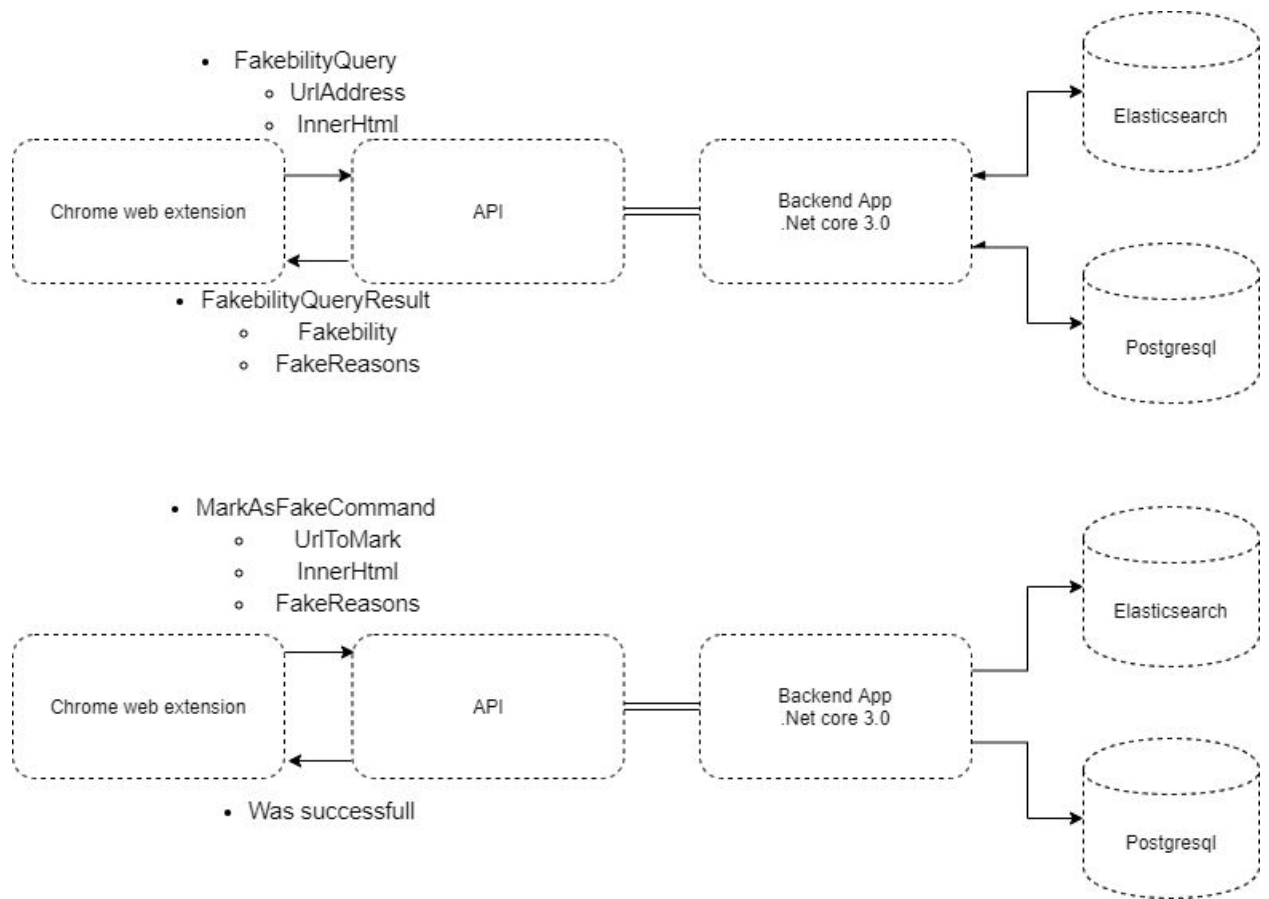 • FakebilityQuery
◦ UrlAddress
◦ InnerHtml
Chrome web extension
API
Backend App
.Net core 3.0
Elasticsearch
Postgresql
• FakebilityQueryResult
◦ Fakebility
◦ FakeReasons
• MarkAsFakeCommand
◦ UrlToMark
◦ InnerHtml
◦ FakeReasons
Chrome web extension
API
Backend App
.Net core 3.0
Elasticsearch
Postgresql
• Was successfull